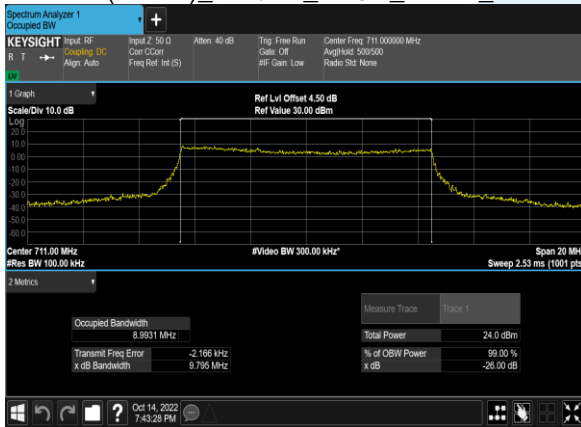 Spectrum Analyzer 1
Occupied BW
+
KEYSIGHT
R T
Input: RF
Coupling: DC
Align: Auto
Input Z: 50 Ω
Corr CCorr
Freq Ref: Int (S)
Atten: 40 dB
Trig: Free Run
Gate: Off
#IF Gain: Low
Center Freq: 711.000000 MHz
Avg|Hold: 500/500
Radio Std: None
1 Graph
Scale/Div 10.0 dB
Ref Lvl Offset 4.50 dB
Ref Value 30.00 dBm
Log
20.0
10.0
0.00
-10.0
-20.0
-30.0
-40.0
-50.0
-60.0
Center 711.00 MHz
#Res BW 100.00 kHz
#Video BW 300.00 kHz*
Span 20 MH
Sweep 2.53 ms (1001 pts
2 Metrics
Measure Trace
Trace 1
Occupied Bandwidth
8.9931 MHz
Total Power
24.0 dBm
Transmit Freq Error
-2.166 kHz
% of OBW Power
99.00 %
x dB Bandwidth
9.795 MHz
x dB
-26.00 dB
?
Oct 14, 2022
7:43:28 PM